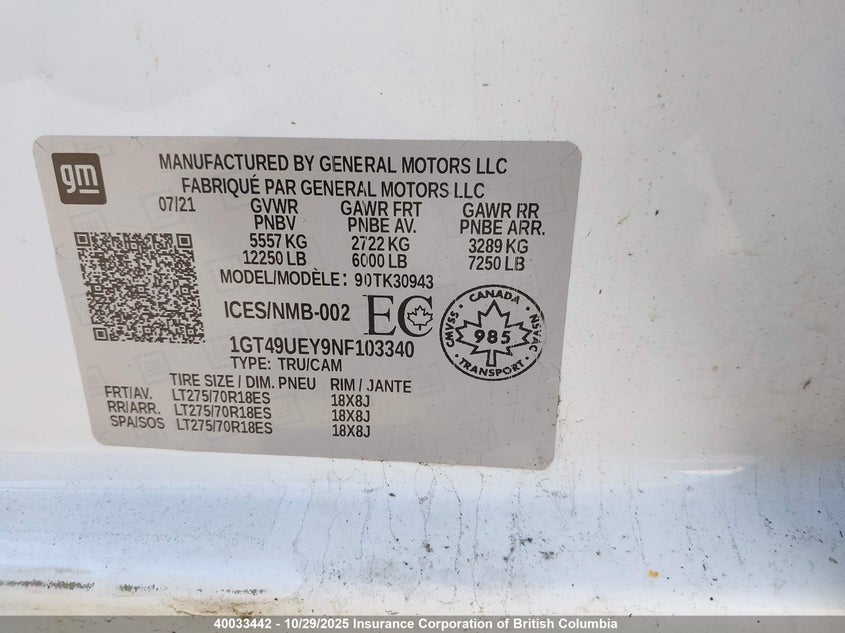 gm
MANUFACTURED BY GENERAL MOTORS LLC
FABRIQUÉ PAR GENERAL MOTORS LLC
07/21 GVWR GAWR FRT GAWR RR
PNBV PNBE AV. PNBE ARR.
5557 KG 2722 KG 3289 KG
12250 LB 6000 LB 7250 LB
MODEL/MODÈLE: 90TK30943
ICES/NMB-002 EC
CANADA
CMVSS 985 NSVAC
TRANSPORT
1GT49UEY9NF103340
TYPE: TRU/CAM
TIRE SIZE / DIM. PNEU RIM / JANTE
FRT/AV. LT275/70R18ES 18X8J
RR/ARR. LT275/70R18ES 18X8J
SPA/SOS LT275/70R18ES 18X8J
40033442 - 10/29/2025 Insurance Corporation of British Columbia